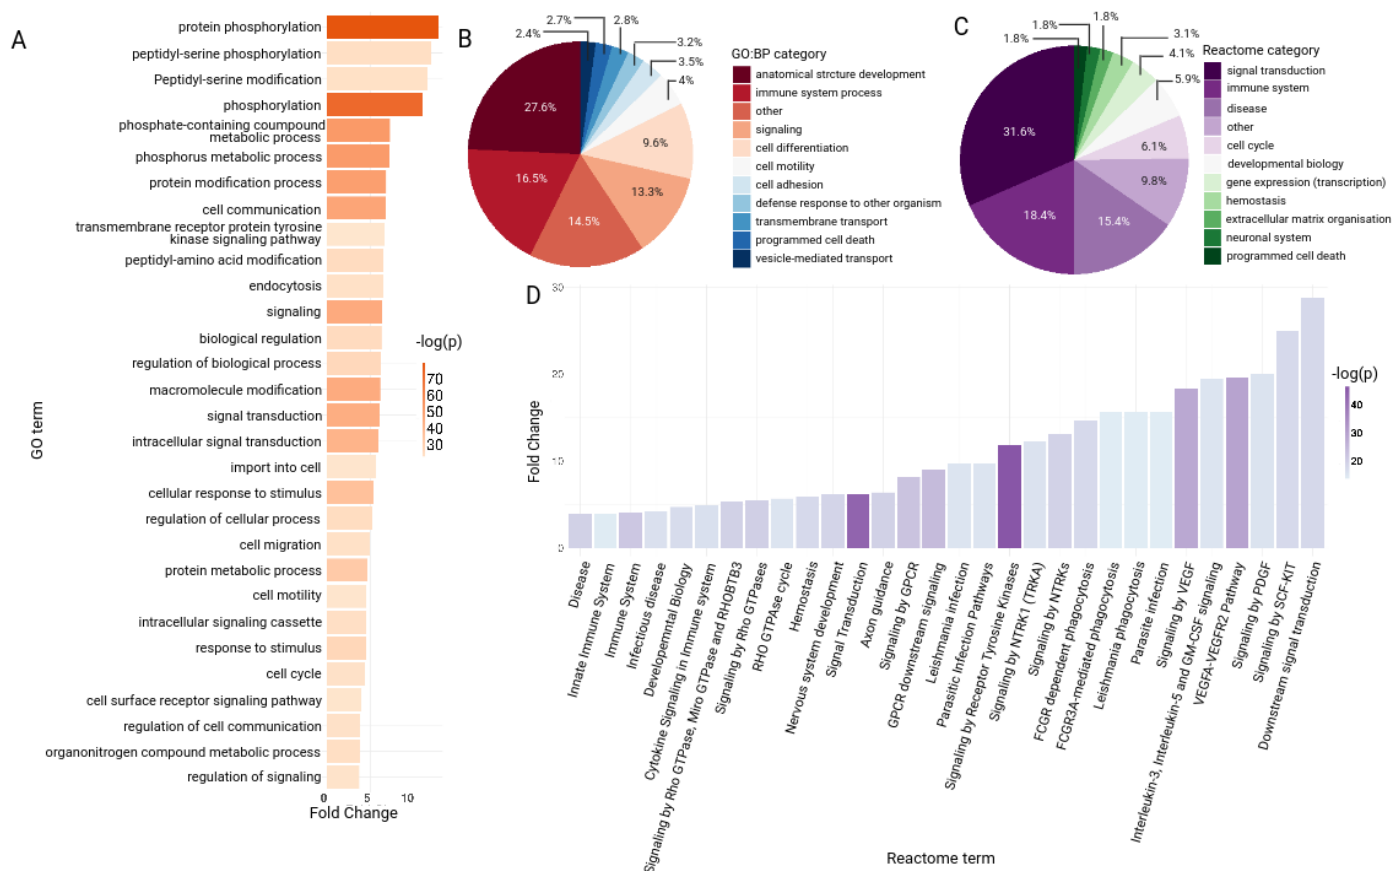 A
protein phosphorylation
peptidyl-serine phosphorylation
Peptidyl-serine modification
phosphorylation
phosphate-containing coumpound
metabolic process
phosphorus metabolic process
protein modification process
cell communication
transmembrane receptor protein tyrosine
kinase signaling pathway
peptidyl-amino acid modification
endocytosis
signaling
biological regulation
regulation of biological process
macromolecule modification
signal transduction
intracellular signal transduction
import into cell
cellular response to stimulus
regulation of cellular process
cell migration
protein metabolic process
cell motility
intracellular signaling cassette
response to stimulus
cell cycle
cell surface receptor signaling pathway
regulation of cell communication
organonitrogen compound metabolic process
regulation of signaling
GO term
0 5 10
Fold Change
-log(p)
70
60
50
40
30
B
2.4%
2.7%
2.8%
3.2%
3.5%
4%
9.6%
13.3%
14.5%
16.5%
27.6%
GO:BP category
anatomical strcture development
immune system process
other
signaling
cell differentiation
cell motility
cell adhesion
defense response to other organism
transmembrane transport
programmed cell death
vesicle-mediated transport
C
1.8%
1.8%
1.8%
3.1%
4.1%
5.9%
6.1%
9.8%
15.4%
18.4%
31.6%
Reactome category
signal transduction
immune system
disease
other
cell cycle
developmental biology
gene expression (transcription)
hemostasis
extracellular matrix organisation
neuronal system
programmed cell death
D
30
20
10
0
Fold Change
-log(p)
40
30
20
Disease
Innate Immune System
Immune System
Infectious disease
Developmental Biology
Cytokine Signaling in Immune system
Signaling by Rho GTPase, Miro GTPase and RHOBTB3
Signaling by Rho GTPases
RHO GTPAse cycle
Hemostasis
Nervous system development
Signal Transduction
Axon guidance
Signaling by GPCR
GPCR downstream signaling
Leishmania infection
Parasitic Infection Pathways
Signaling by Receptor Tyrosine Kinases
Signaling by NTRK1 (TRKA)
Signaling by NTRKs
FCGR dependent phagocytosis
FCGR3A-mediated phagocytosis
Leishmania phagocytosis
Parasite infection
Signaling by VEGF
Interleukin-3, Interleukin-5 and GM-CSF signaling
VEGFA-VEGFR2 Pathway
Signaling by PDGF
Signaling by SCF-KIT
Downstream signal transduction
Reactome term